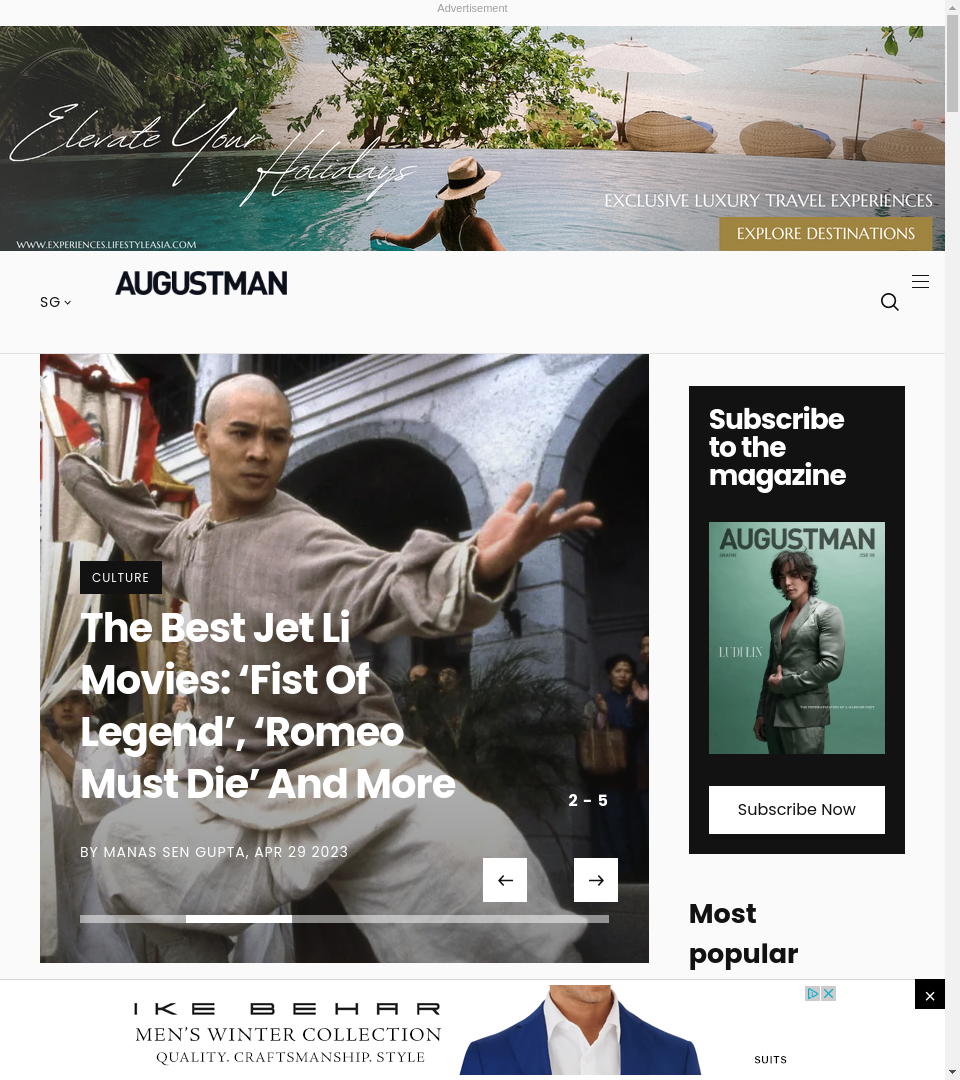 Advertisement
Elevate Your
Holidays
EXCLUSIVE LUXURY TRAVEL EXPERIENCES
EXPLORE DESTINATIONS
WWW.EXPERIENCES.LIFESTYLEASIA.COM
SG
AUGUSTMAN
CULTURE
The Best Jet Li
Movies: ‘Fist Of
Legend’, ‘Romeo
Must Die’ And More
2 - 5
BY MANAS SEN GUPTA, APR 29 2023
Subscribe
to the
magazine
AUGUSTMAN
LUDI LIN
Subscribe Now
Most
popular
IKE BEHAR
MEN'S WINTER COLLECTION
QUALITY. CRAFTSMANSHIP. STYLE
SUITS